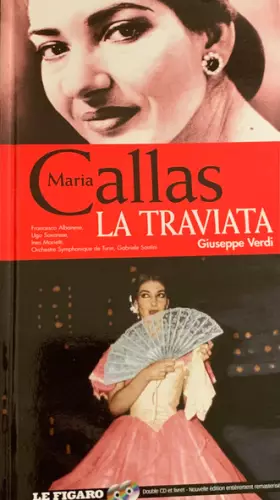 Maria
Callas
Francesco Albanese,
Ugo Savarese,
Ines Marietti,
Orchestre Symphonique de Turin, Gabriele Santini
LA TRAVIATA
Giuseppe Verdi
LE FIGARO
Double CD et livret - Nouvelle édition entièrement remasterisée